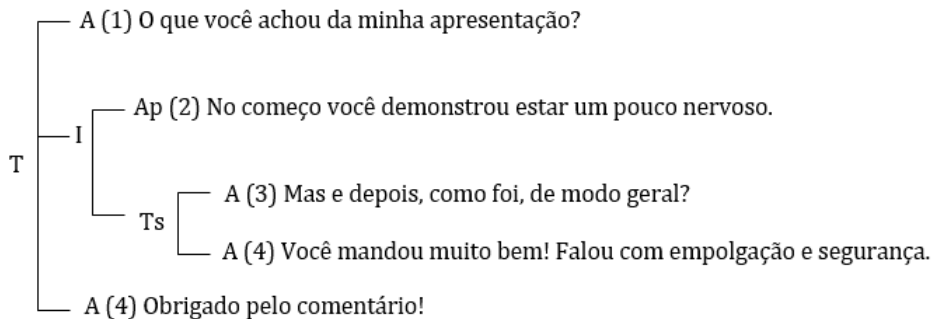 A (1) O que você achou da minha apresentação?
Ap (2) No começo você demonstrou estar um pouco nervoso.
I
T
A (3) Mas e depois, como foi, de modo geral?
Ts
A (4) Você mandou muito bem! Falou com empolgação e segurança.
A (4) Obrigado pelo comentário!